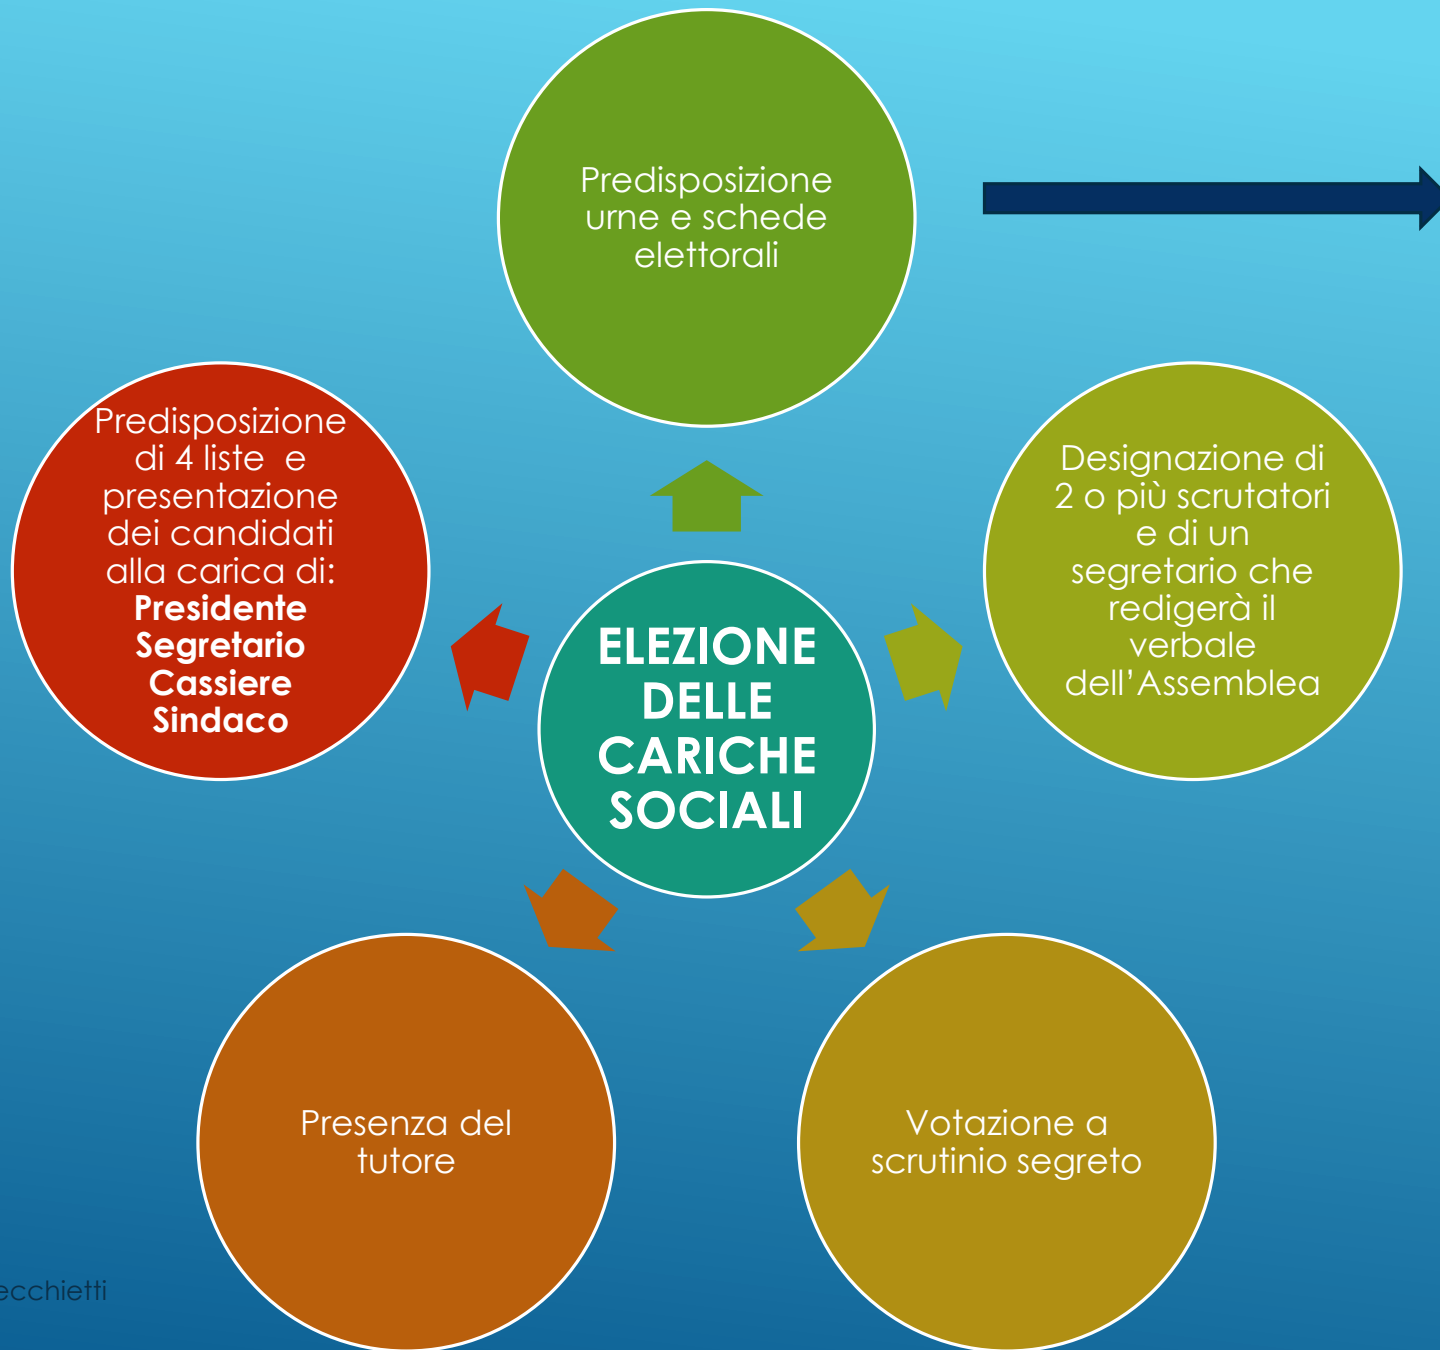 Predisposizione
urne e schede
elettorali
Predisposizione
di 4 liste e
presentazione
dei candidati
alla carica di:
Presidente
Segretario
Cassiere
Sindaco
Designazione di
2 o più scrutatori
e di un
segretario che
redigerà il
verbale
dell'Assemblea
ELEZIONE
DELLE
CARICHE
SOCIALI
Presenza del
tutore
Votazione a
scrutinio segreto
ecchietti